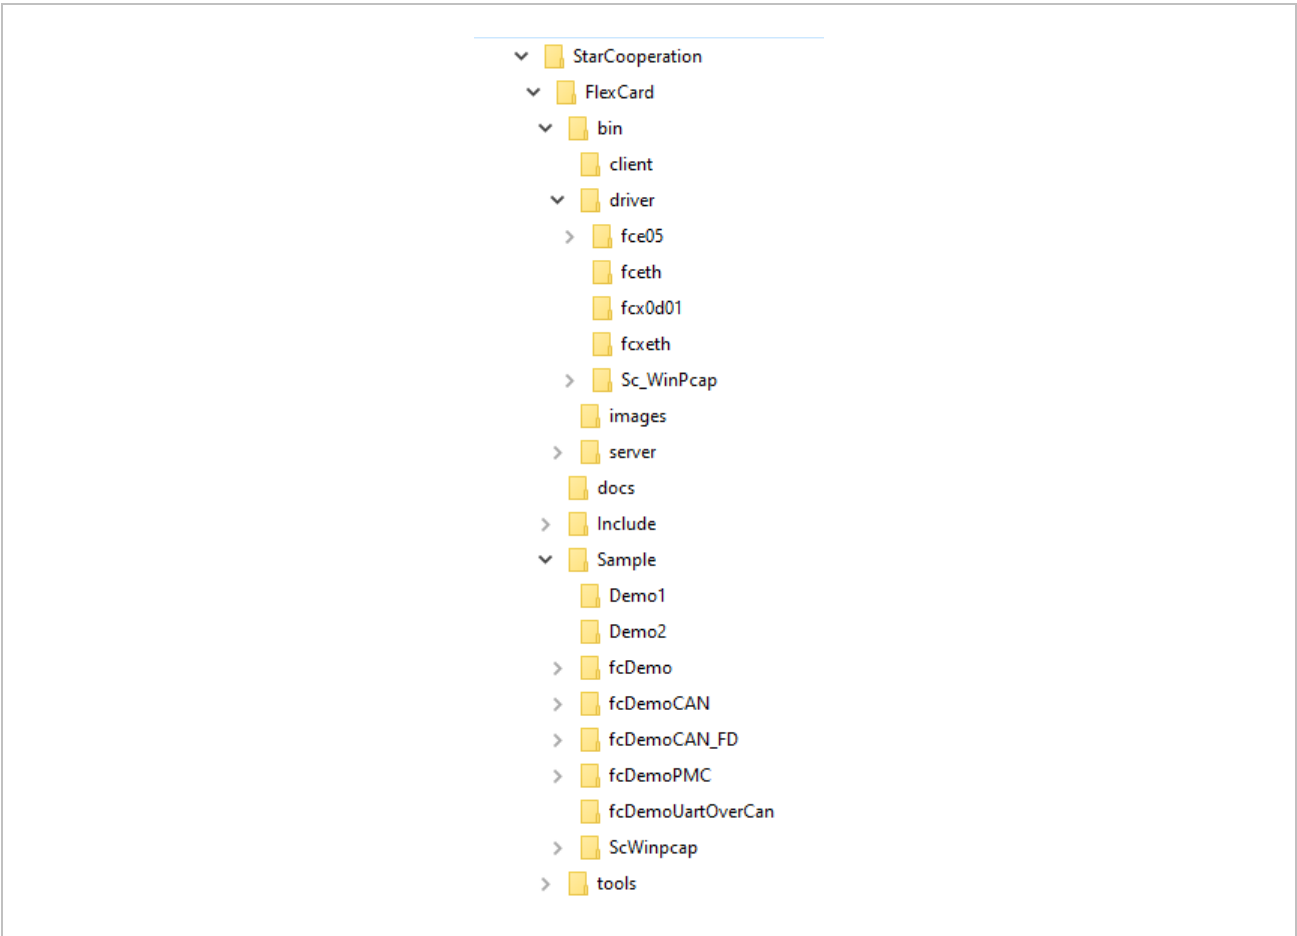 StarCooperation
FlexCard
bin
client
driver
fce05
fceth
fcx0d01
fcxeth
Sc_WinPcap
images
server
docs
Include
Sample
Demo1
Demo2
fcDemo
fcDemoCAN
fcDemoCAN_FD
fcDemoPMC
fcDemoUartOverCan
ScWinpcap
tools